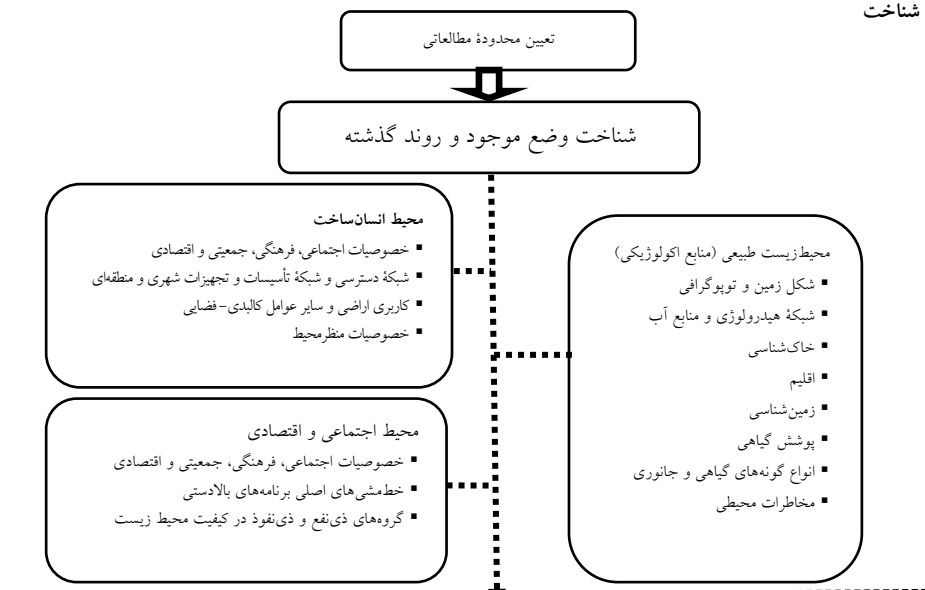 شناخت
تعیین محدودهٔ مطالعاتی
شناخت وضع موجود و روند گذشته
محیط انسان‌ساخت
▪ خصوصیات اجتماعی، فرهنگی، جمعیتی و اقتصادی
▪ شبکهٔ دسترسی و شبکهٔ تأسیسات و تجهیزات شهری و منطقه‌ای
▪ کاربری اراضی و سایر عوامل کالبدی-فضایی
▪ خصوصیات منظرمحیط
محیط‌زیست طبیعی (منابع اکولوژیکی)
▪ شکل زمین و توپوگرافی
▪ شبکهٔ هیدرولوژی و منابع آب
▪ خاک‌شناسی
▪ اقلیم
▪ زمین‌شناسی
▪ پوشش گیاهی
▪ انواع گونه‌های گیاهی و جانوری
▪ مخاطرات محیطی
محیط اجتماعی و اقتصادی
▪ خصوصیات اجتماعی، فرهنگی، جمعیتی و اقتصادی
▪ خط‌مشی‌های اصلی برنامه‌های بالادستی
▪ گروه‌های ذی‌نفع و ذی‌نفوذ در کیفیت محیط زیست